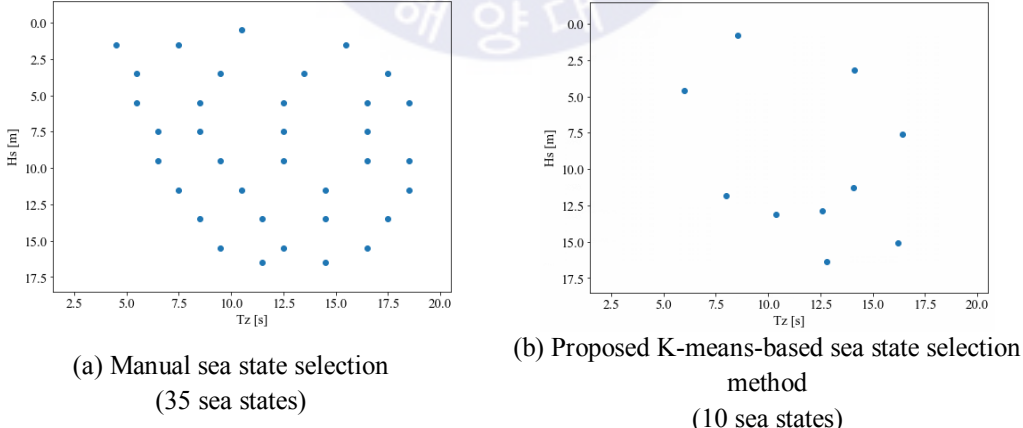 해양대
0.0
2.5
5.0
7.5
10.0
12.5
15.0
17.5
Hs [m]
2.5 5.0 7.5 10.0 12.5 15.0 17.5 20.0
Tz [s]
(a) Manual sea state selection
(35 sea states)
0.0
2.5
5.0
7.5
10.0
12.5
15.0
17.5
Hs [m]
2.5 5.0 7.5 10.0 12.5 15.0 17.5 20.0
Tz [s]
(b) Proposed K-means-based sea state selection
method
(10 sea states)